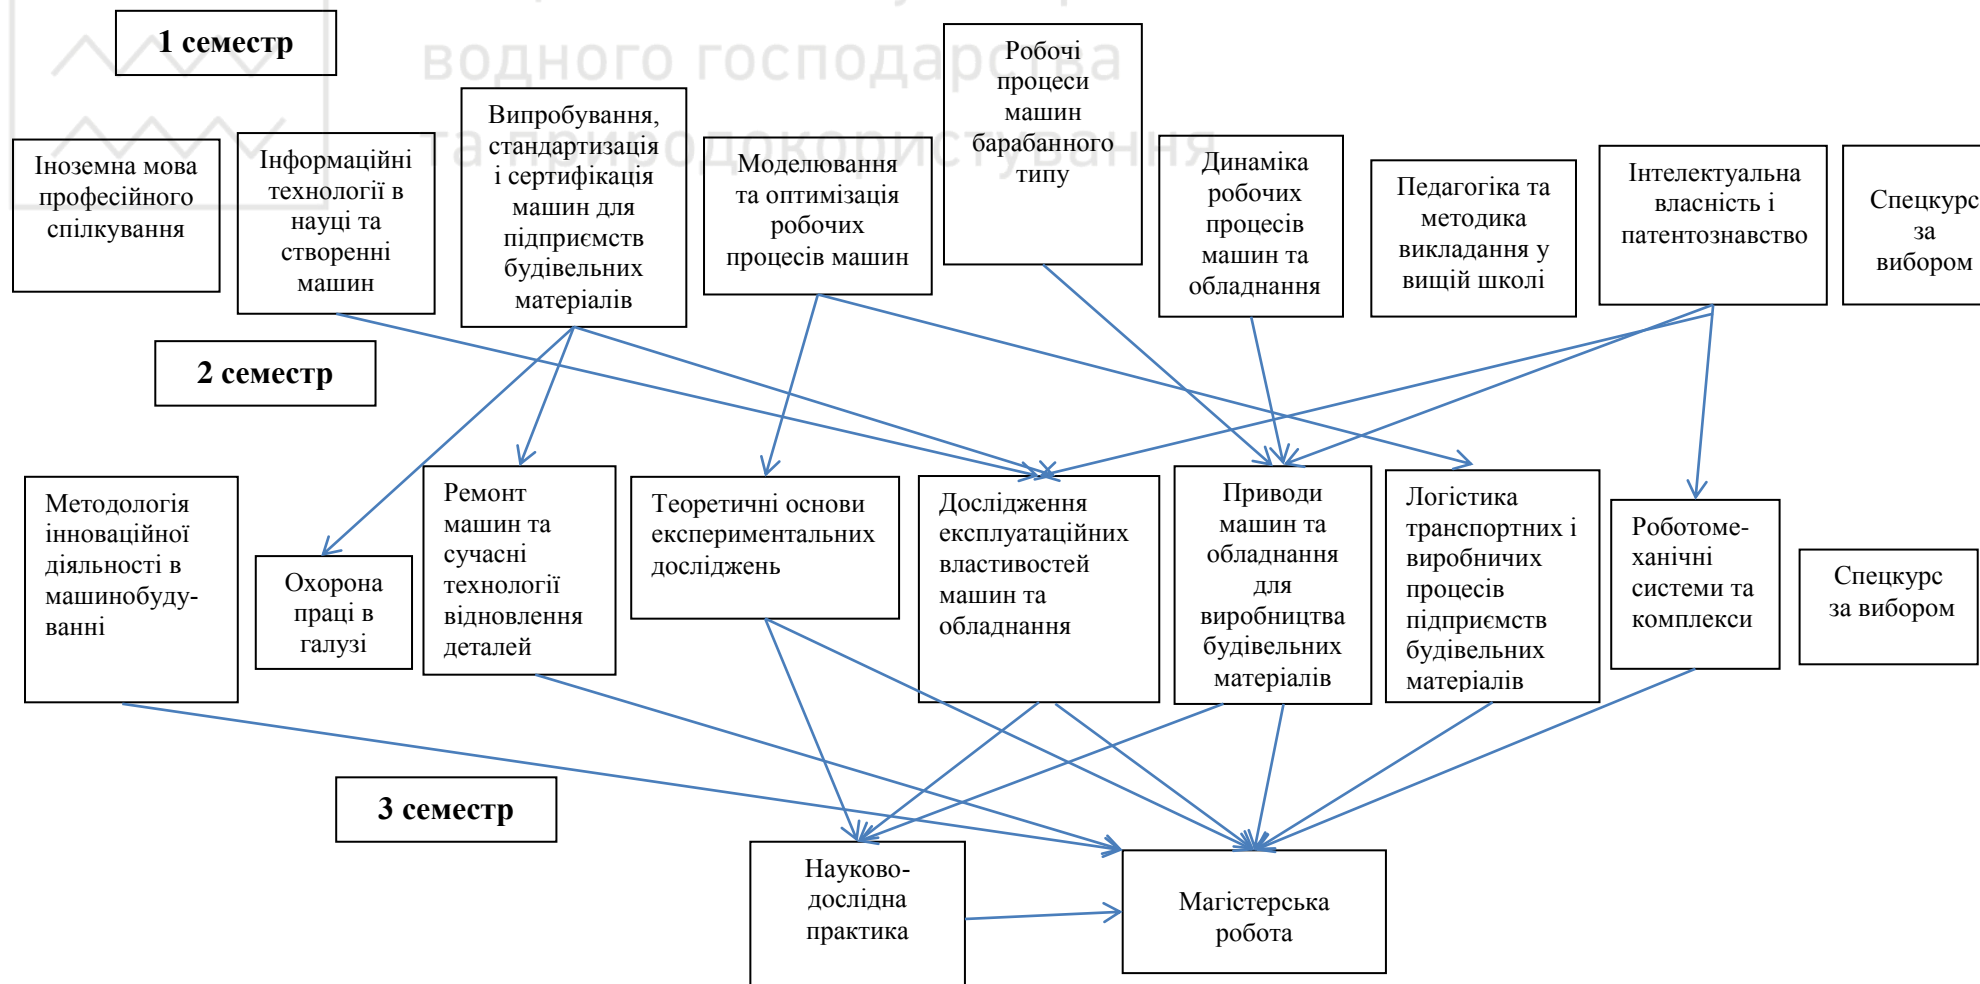 1 семестр
водного господарства
та природокористування
Іноземна мова
професійного
спілкування
Інформаційні
технології в
науці та
створенні
машин
Випробування,
стандартизація
і сертифікація
машин для
підприємств
будівельних
матеріалів
Моделювання
та оптимізація
робочих
процесів машин
Робочі
процеси
машин
барабанного
типу
Динаміка
робочих
процесів
машин та
обладнання
Педагогіка та
методика
викладання у
вищій школі
Інтелектуальна
власність і
патентознавство
Спецкурс
за
вибором
2 семестр
Методологія
інноваційної
діяльності в
машинобуду-
ванні
Охорона
праці в
галузі
Ремонт
машин та
сучасні
технології
відновлення
деталей
Теоретичні основи
експериментальних
досліджень
Дослідження
експлуатаційних
властивостей
машин та
обладнання
Приводи
машин та
обладнання
для
виробництва
будівельних
матеріалів
Логістика
транспортних і
виробничих
процесів
підприємств
будівельних
матеріалів
Роботоме-
ханічні
системи та
комплекси
Спецкурс
за вибором
3 семестр
Науково-
дослідна
практика
Магістерська
робота